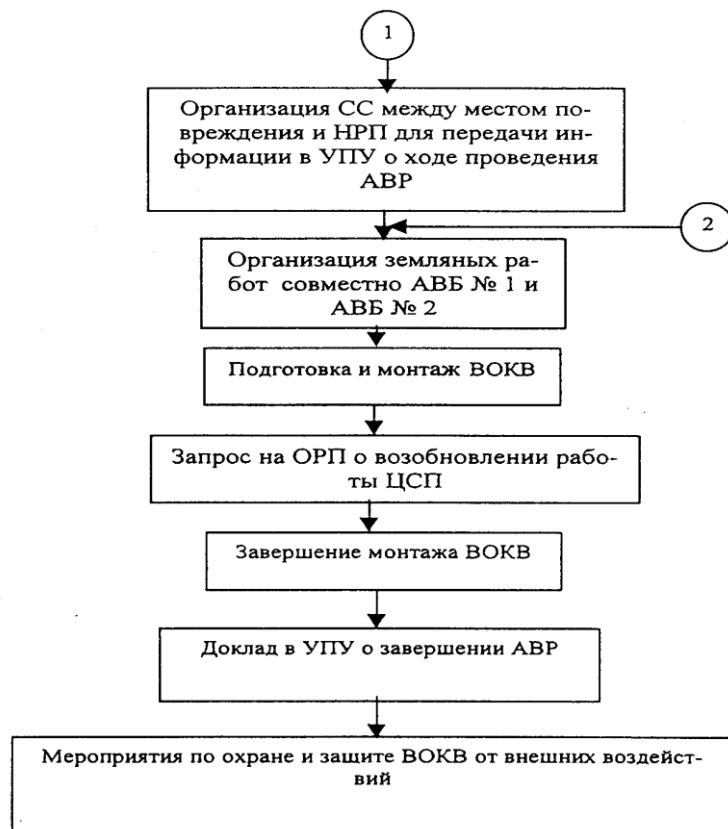 1
Организация СС между местом по-
вреждения и НРП для передачи ин-
формации в УПУ о ходе проведения
АВР
2
Организация земляных ра-
бот совместно АВБ № 1 и
АВБ № 2
Подготовка и монтаж ВОКВ
Запрос на ОРП о возобновлении рабо-
ты ЦСП
Завершение монтажа ВОКВ
Доклад в УПУ о завершении АВР
Мероприятия по охране и защите ВОКВ от внешних воздейст-
вий